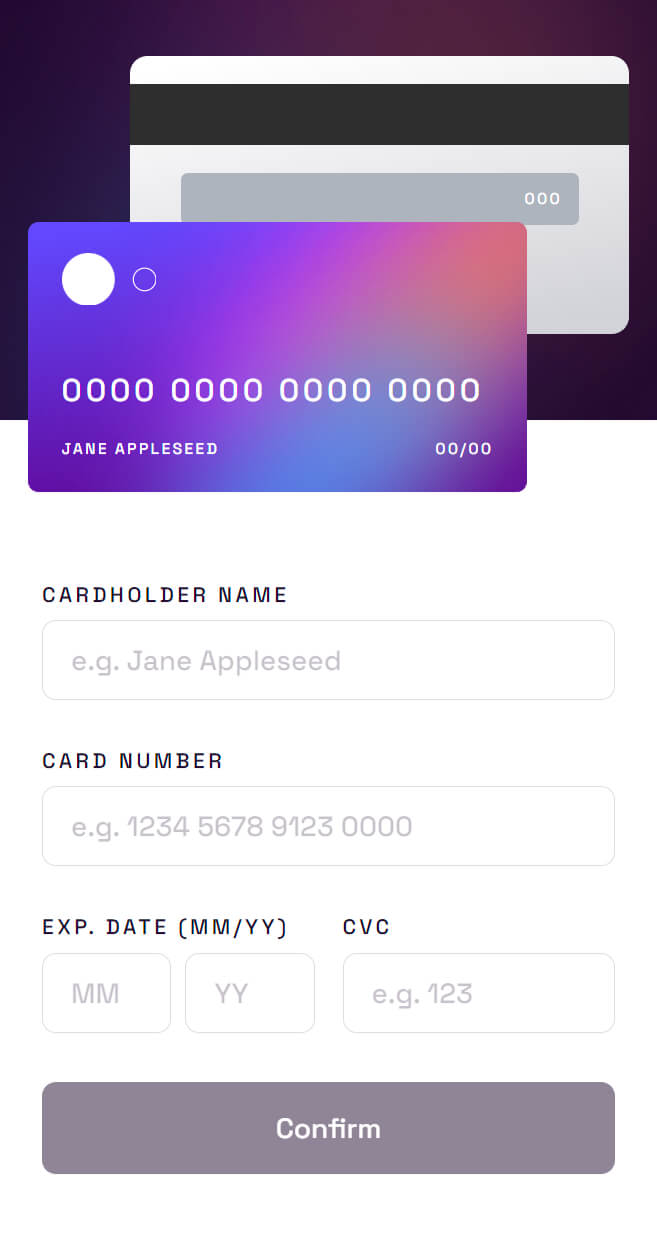 000
0000 0000 0000 0000
JANE APPLESEED 00/00
CARDHOLDER NAME
e.g. Jane Appleseed
CARD NUMBER
e.g. 1234 5678 9123 0000
EXP. DATE (MM/YY) CVC
MM YY e.g. 123
Confirm